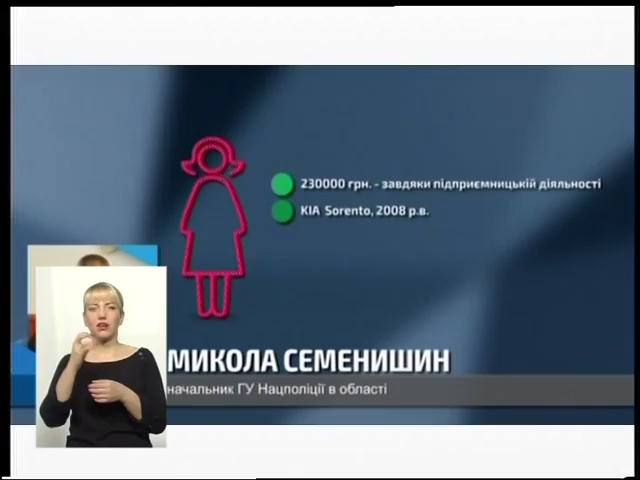 230000 грн. - завдяки підприємницькій діяльності
KIA Sorento, 2008 р.в.
МИКОЛА СЕМЕНИШИН
начальник ГУ Нацполіції в області